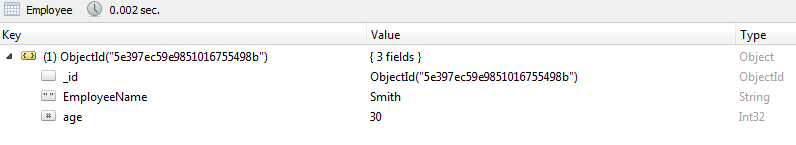 Employee 0.002 sec.
Key Value Type
(1) ObjectId("5e397ec59e9851016755498b") { 3 fields } Object
_id ObjectId("5e397ec59e9851016755498b") ObjectId
" " EmployeeName Smith String
# age 30 Int32